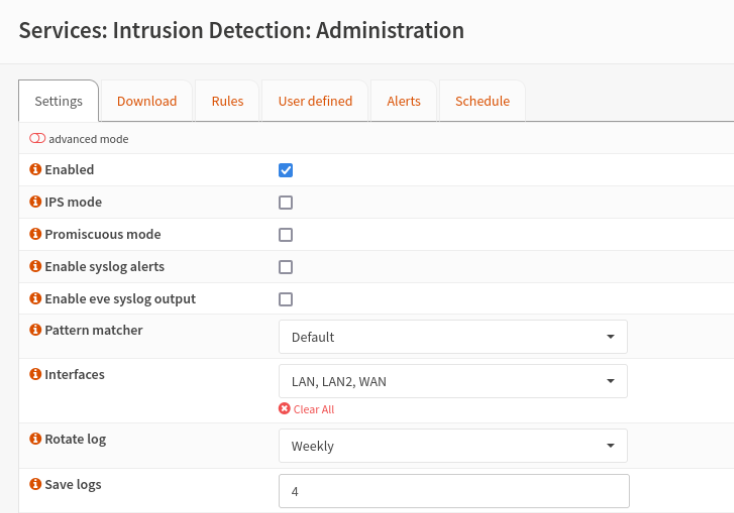 Services: Intrusion Detection: Administration
Settings Download Rules User defined Alerts Schedule
advanced mode
Enabled
IPS mode
Promiscuous mode
Enable syslog alerts
Enable eve syslog output
Pattern matcher Default
Interfaces LAN, LAN2, WAN
Clear All
Rotate log Weekly
Save logs 4